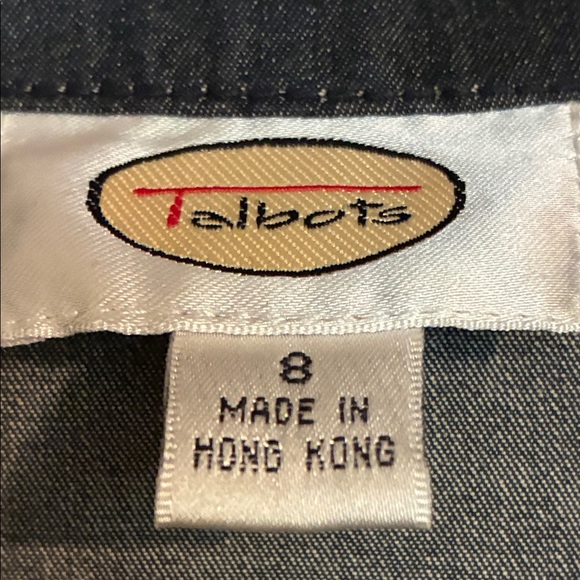 Talbots
8
MADE IN
HONG KONG